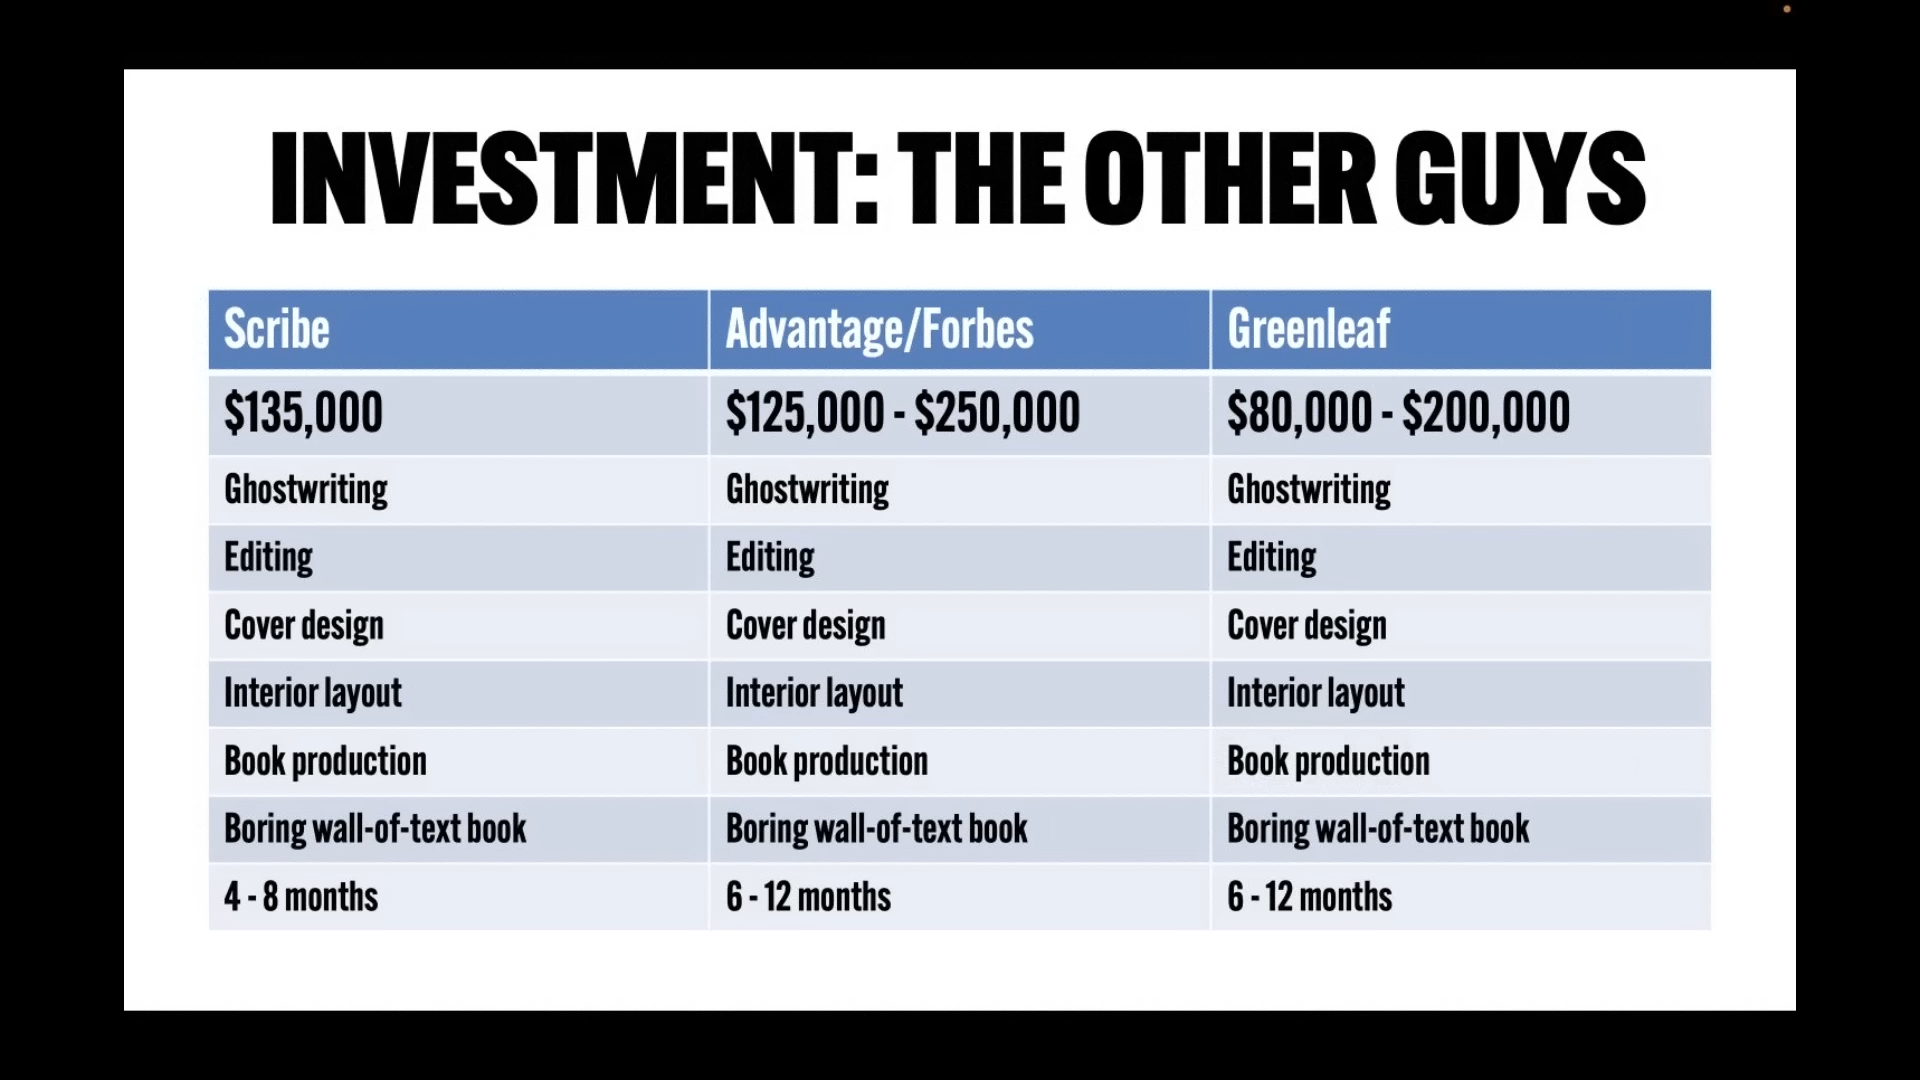 INVESTMENT: THE OTHER GUYS
Scribe Advantage/Forbes Greenleaf
$135,000 $125,000 - $250,000 $80,000 - $200,000
Ghostwriting Ghostwriting Ghostwriting
Editing Editing Editing
Cover design Cover design Cover design
Interior layout Interior layout Interior layout
Book production Book production Book production
Boring wall-of-text book Boring wall-of-text book Boring wall-of-text book
4 - 8 months 6 - 12 months 6 - 12 months